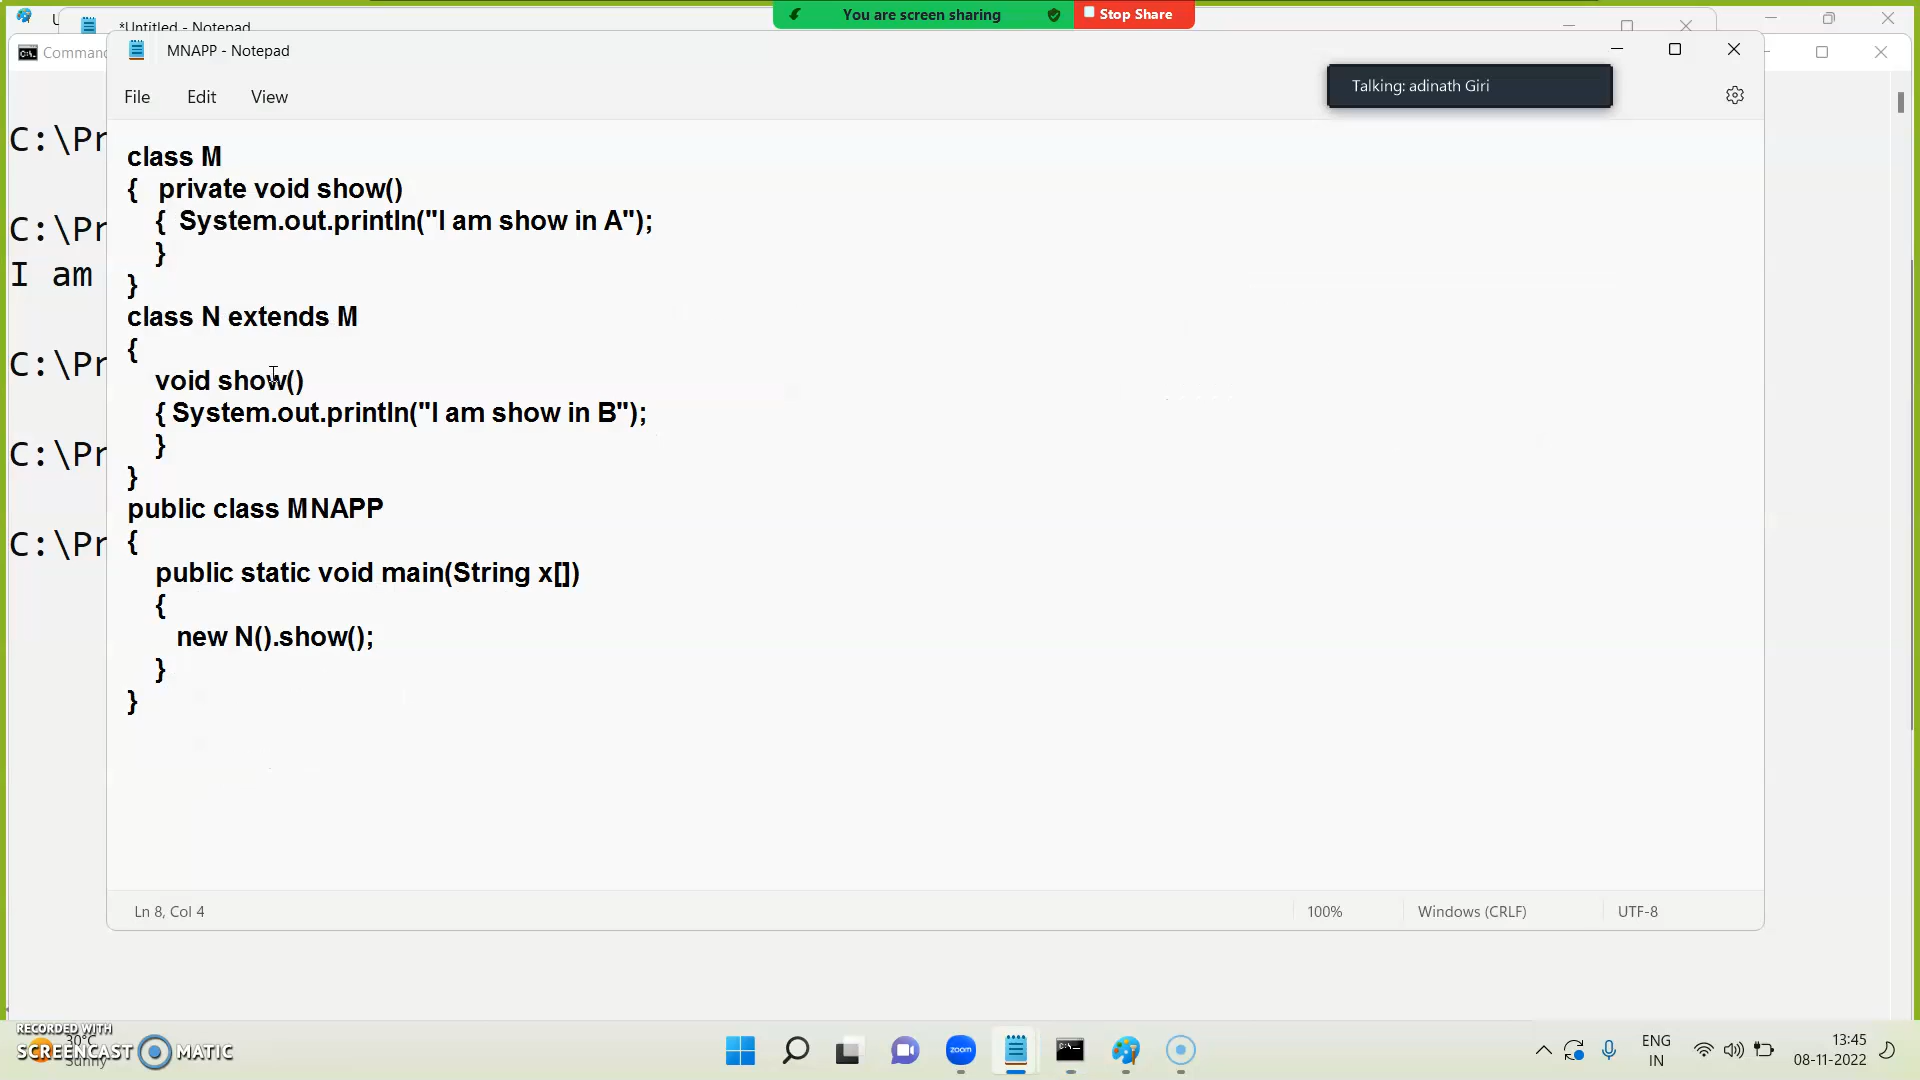 *Untitled - Notepad
You are screen sharing
Stop Share
Command
MNAPP - Notepad
Talking: adinath Giri
File
Edit
View
C:\Pr
C:\Pr
I am
C:\Pr
C:\Pr
C:\Pr
class M
{ private void show()
{ System.out.println("I am show in A");
}
}
class N extends M
{
void show()
{ System.out.println("I am show in B");
}
}
public class MNAPP
{
public static void main(String x[])
{
new N().show();
}
}
Ln 8, Col 4
100%
Windows (CRLF)
UTF-8
RECORDED WITH
SCREENCAST MATIC
30°C
Sunny
zoom
ENG
IN
13:45
08-11-2022